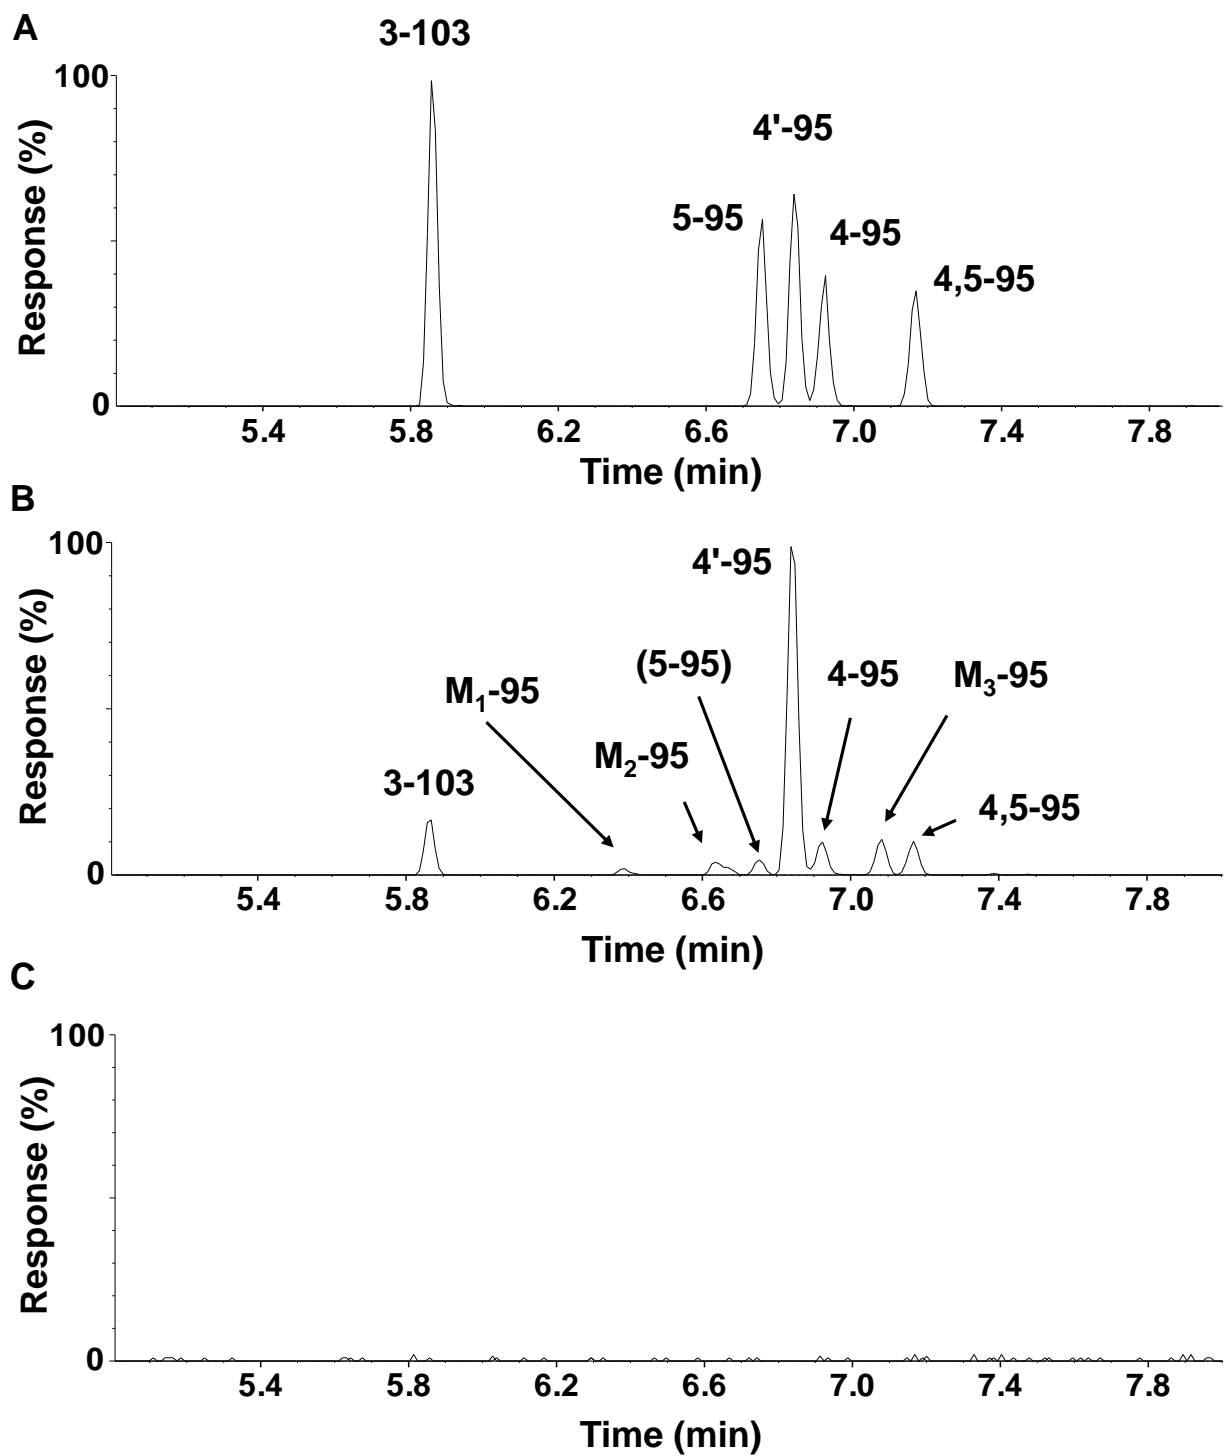 A
3-103
100
4'-95
5-95
4-95
4,5-95
Response (%)
0
5.4 5.8 6.2 6.6 7.0 7.4 7.8
Time (min)
B
100
4'-95
(5-95)
4-95
M3-95
M1-95
M2-95
3-103
4,5-95
Response (%)
0
5.4 5.8 6.2 6.6 7.0 7.4 7.8
Time (min)
C
100
Response (%)
0
5.4 5.8 6.2 6.6 7.0 7.4 7.8
Time (min)